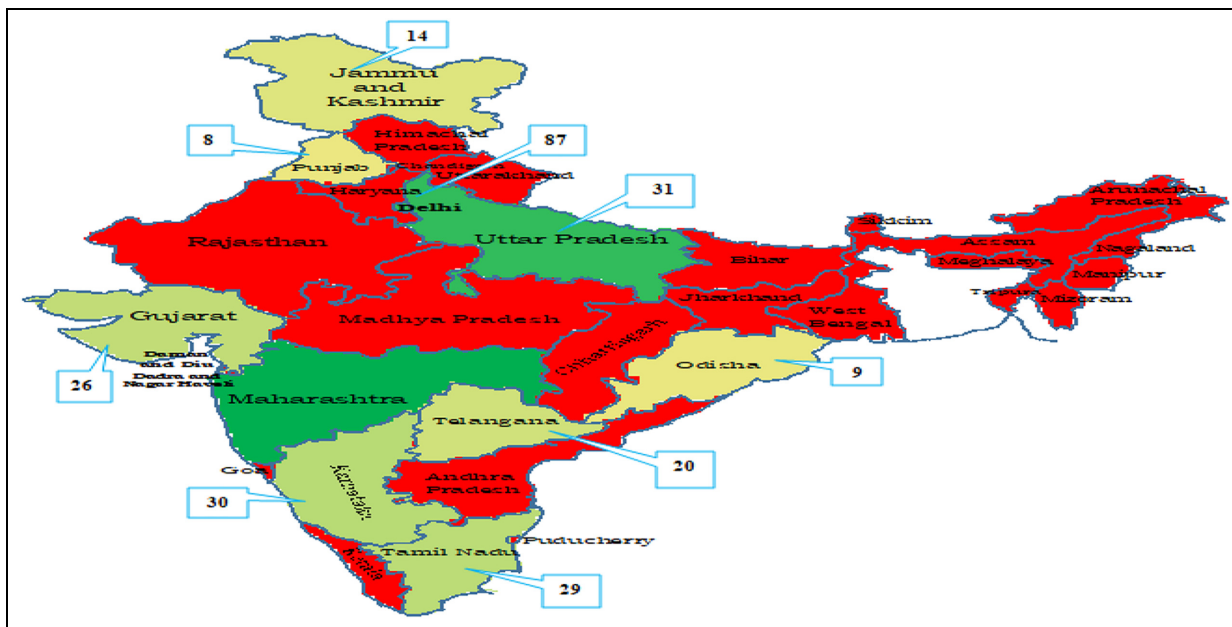 14
Jammu
and
Kashmir
8
Himachal
Pradesh
87
Punjab
Uttarakhand
Haryana
31
Delhi
Arunachal
Pradesh
Rajasthan
Uttar Pradesh
Sikkim
Assam
Nagaland
Bihar
Meghalaya
Manipur
Gujarat
Jharkhand
Tripura
Mizoram
Madhya Pradesh
West
Bengal
Chhattisgarh
Daman
and Diu
Dadra and
Nagar Haveli
26
Odisha
9
Maharashtra
Telangana
20
Goa
Karnataka
Andhra
Pradesh
30
Puducherry
Tamil Nadu
Kerala
29